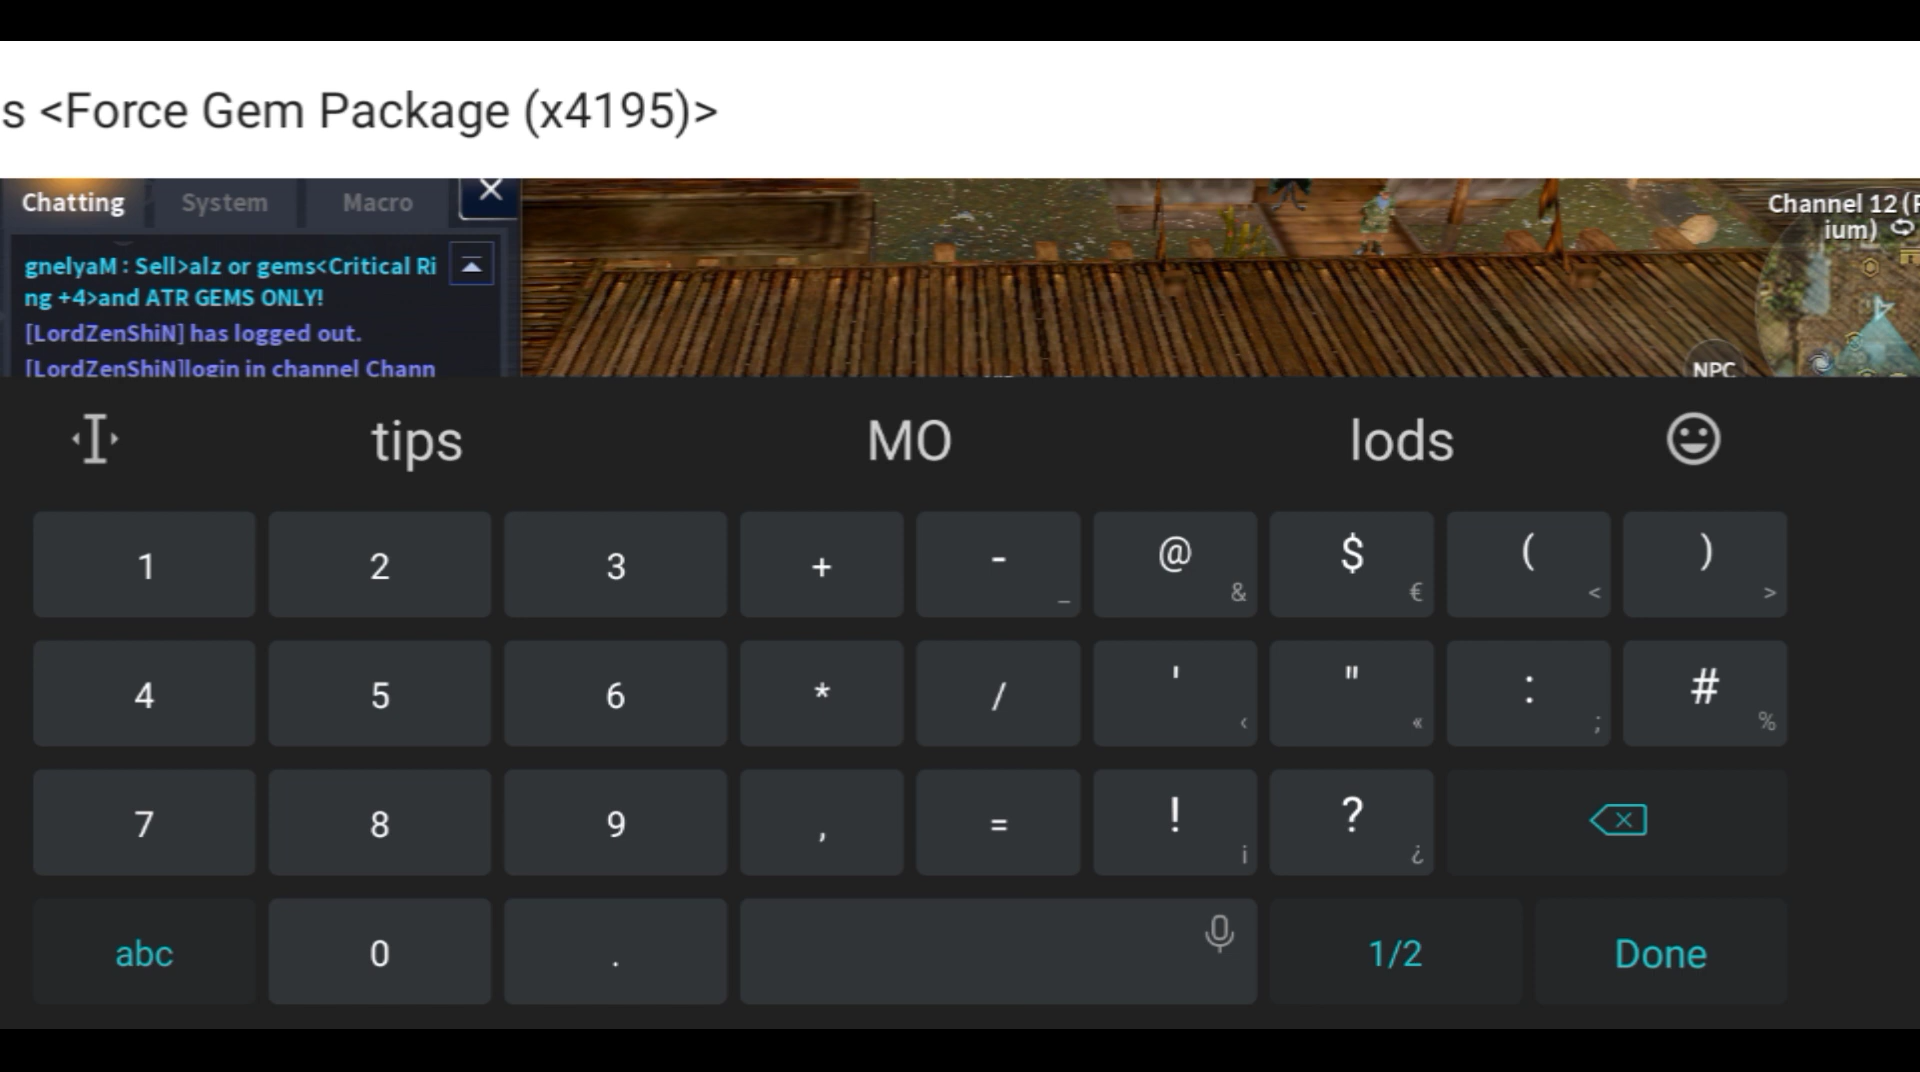 s <Force Gem Package (x4195)>
Chatting System Macro
gnelyaM : Sell>alz or gems<Critical Ri
ng +4>and ATR GEMS ONLY!
[LordZenShiN] has logged out.
[LordZenShiN]login in channel Chann
Channel 12 (P
ium)
NPC
tips MO lods
1 2 3 + - _ @ & $ € ( < ) >
4 5 6 * / ' ‹ " « : ; # %
7 8 9 , = ! ¡ ? ¿
abc 0 . 1/2 Done